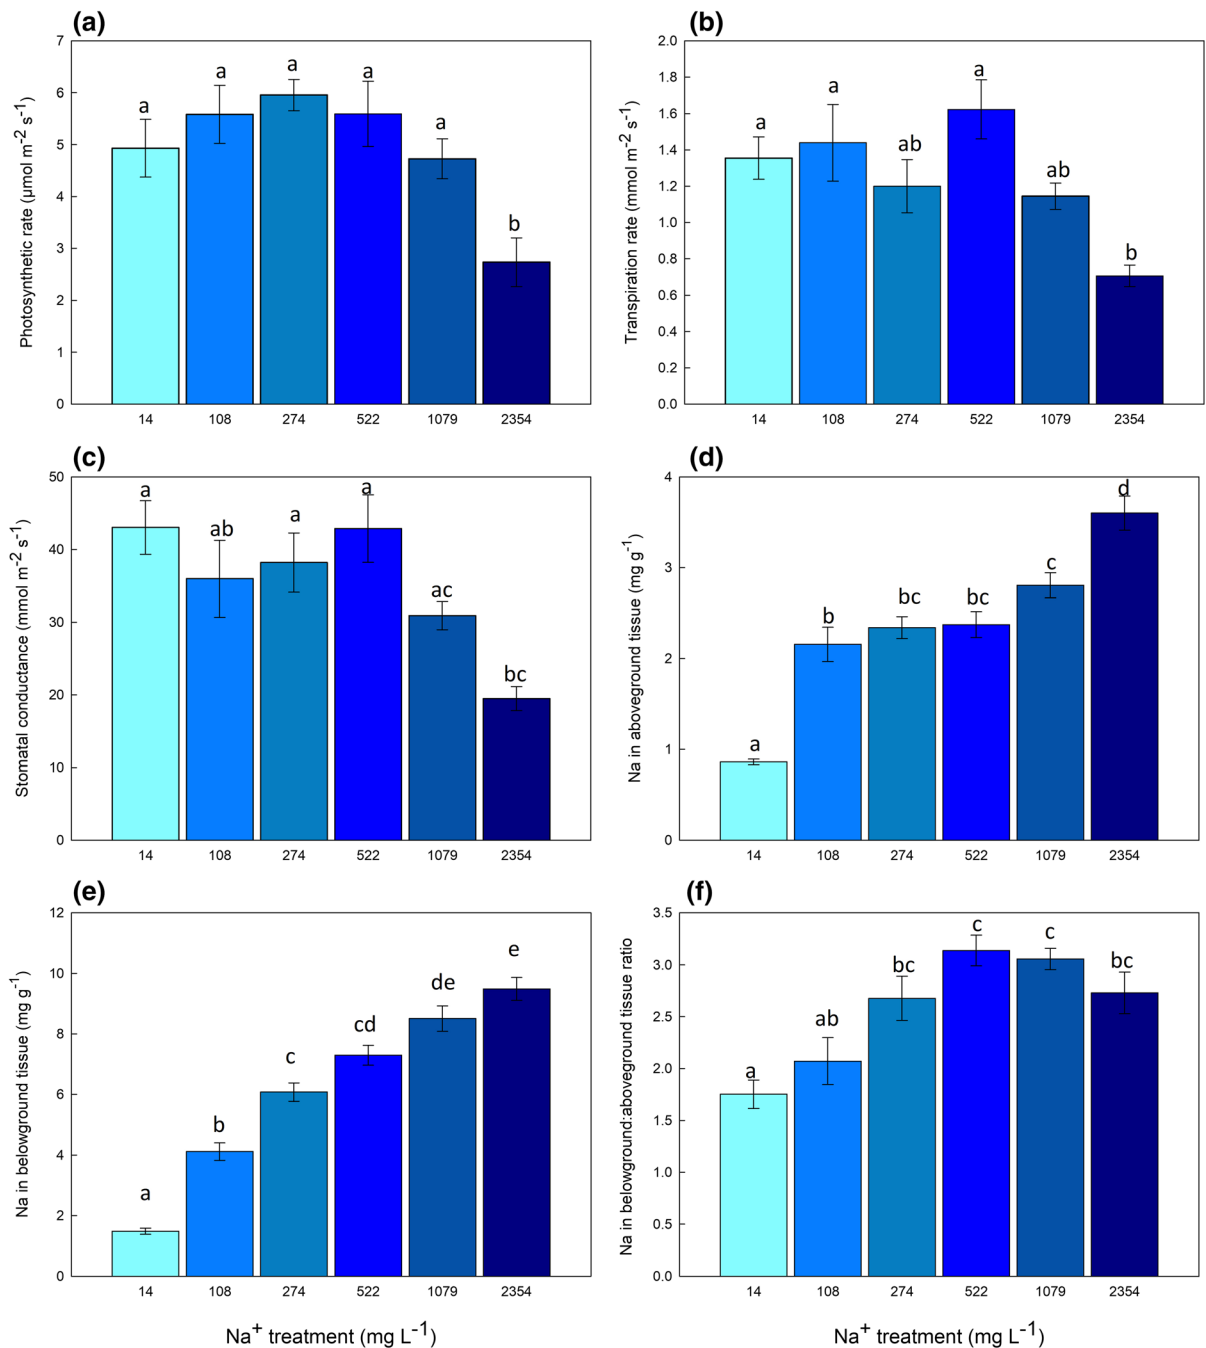 (a)
Photosynthetic rate (µmol m⁻² s⁻¹)
7
6
5
4
3
2
1
0
a
a
a
a
a
b
14 108 274 522 1079 2354
(b)
Transpiration rate (mmol m⁻² s⁻¹)
2.0
1.8
1.6
1.4
1.2
1.0
0.8
0.6
0.4
0.2
0.0
a
a
ab
a
ab
b
14 108 274 522 1079 2354
(c)
Stomatal conductance (mmol m⁻² s⁻¹)
50
40
30
20
10
0
a
ab
a
a
ac
bc
14 108 274 522 1079 2354
(d)
Na in aboveground tissue (mg g⁻¹)
4
3
2
1
0
a
b
bc
bc
c
d
14 108 274 522 1079 2354
(e)
Na in belowground tissue (mg g⁻¹)
12
10
8
6
4
2
0
a
b
c
cd
de
e
14 108 274 522 1079 2354
Na⁺ treatment (mg L⁻¹)
(f)
Na in belowground:aboveground tissue ratio
3.5
3.0
2.5
2.0
1.5
1.0
0.5
0.0
a
ab
bc
c
c
bc
14 108 274 522 1079 2354
Na⁺ treatment (mg L⁻¹)